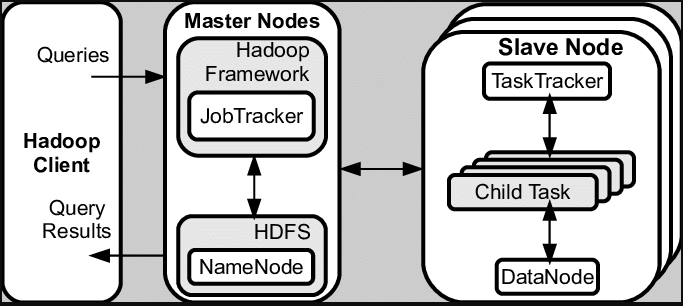 Queries
Hadoop
Client
Query
Results
Master Nodes
Hadoop
Framework
JobTracker
HDFS
NameNode
Slave Node
TaskTracker
Child Task
DataNode